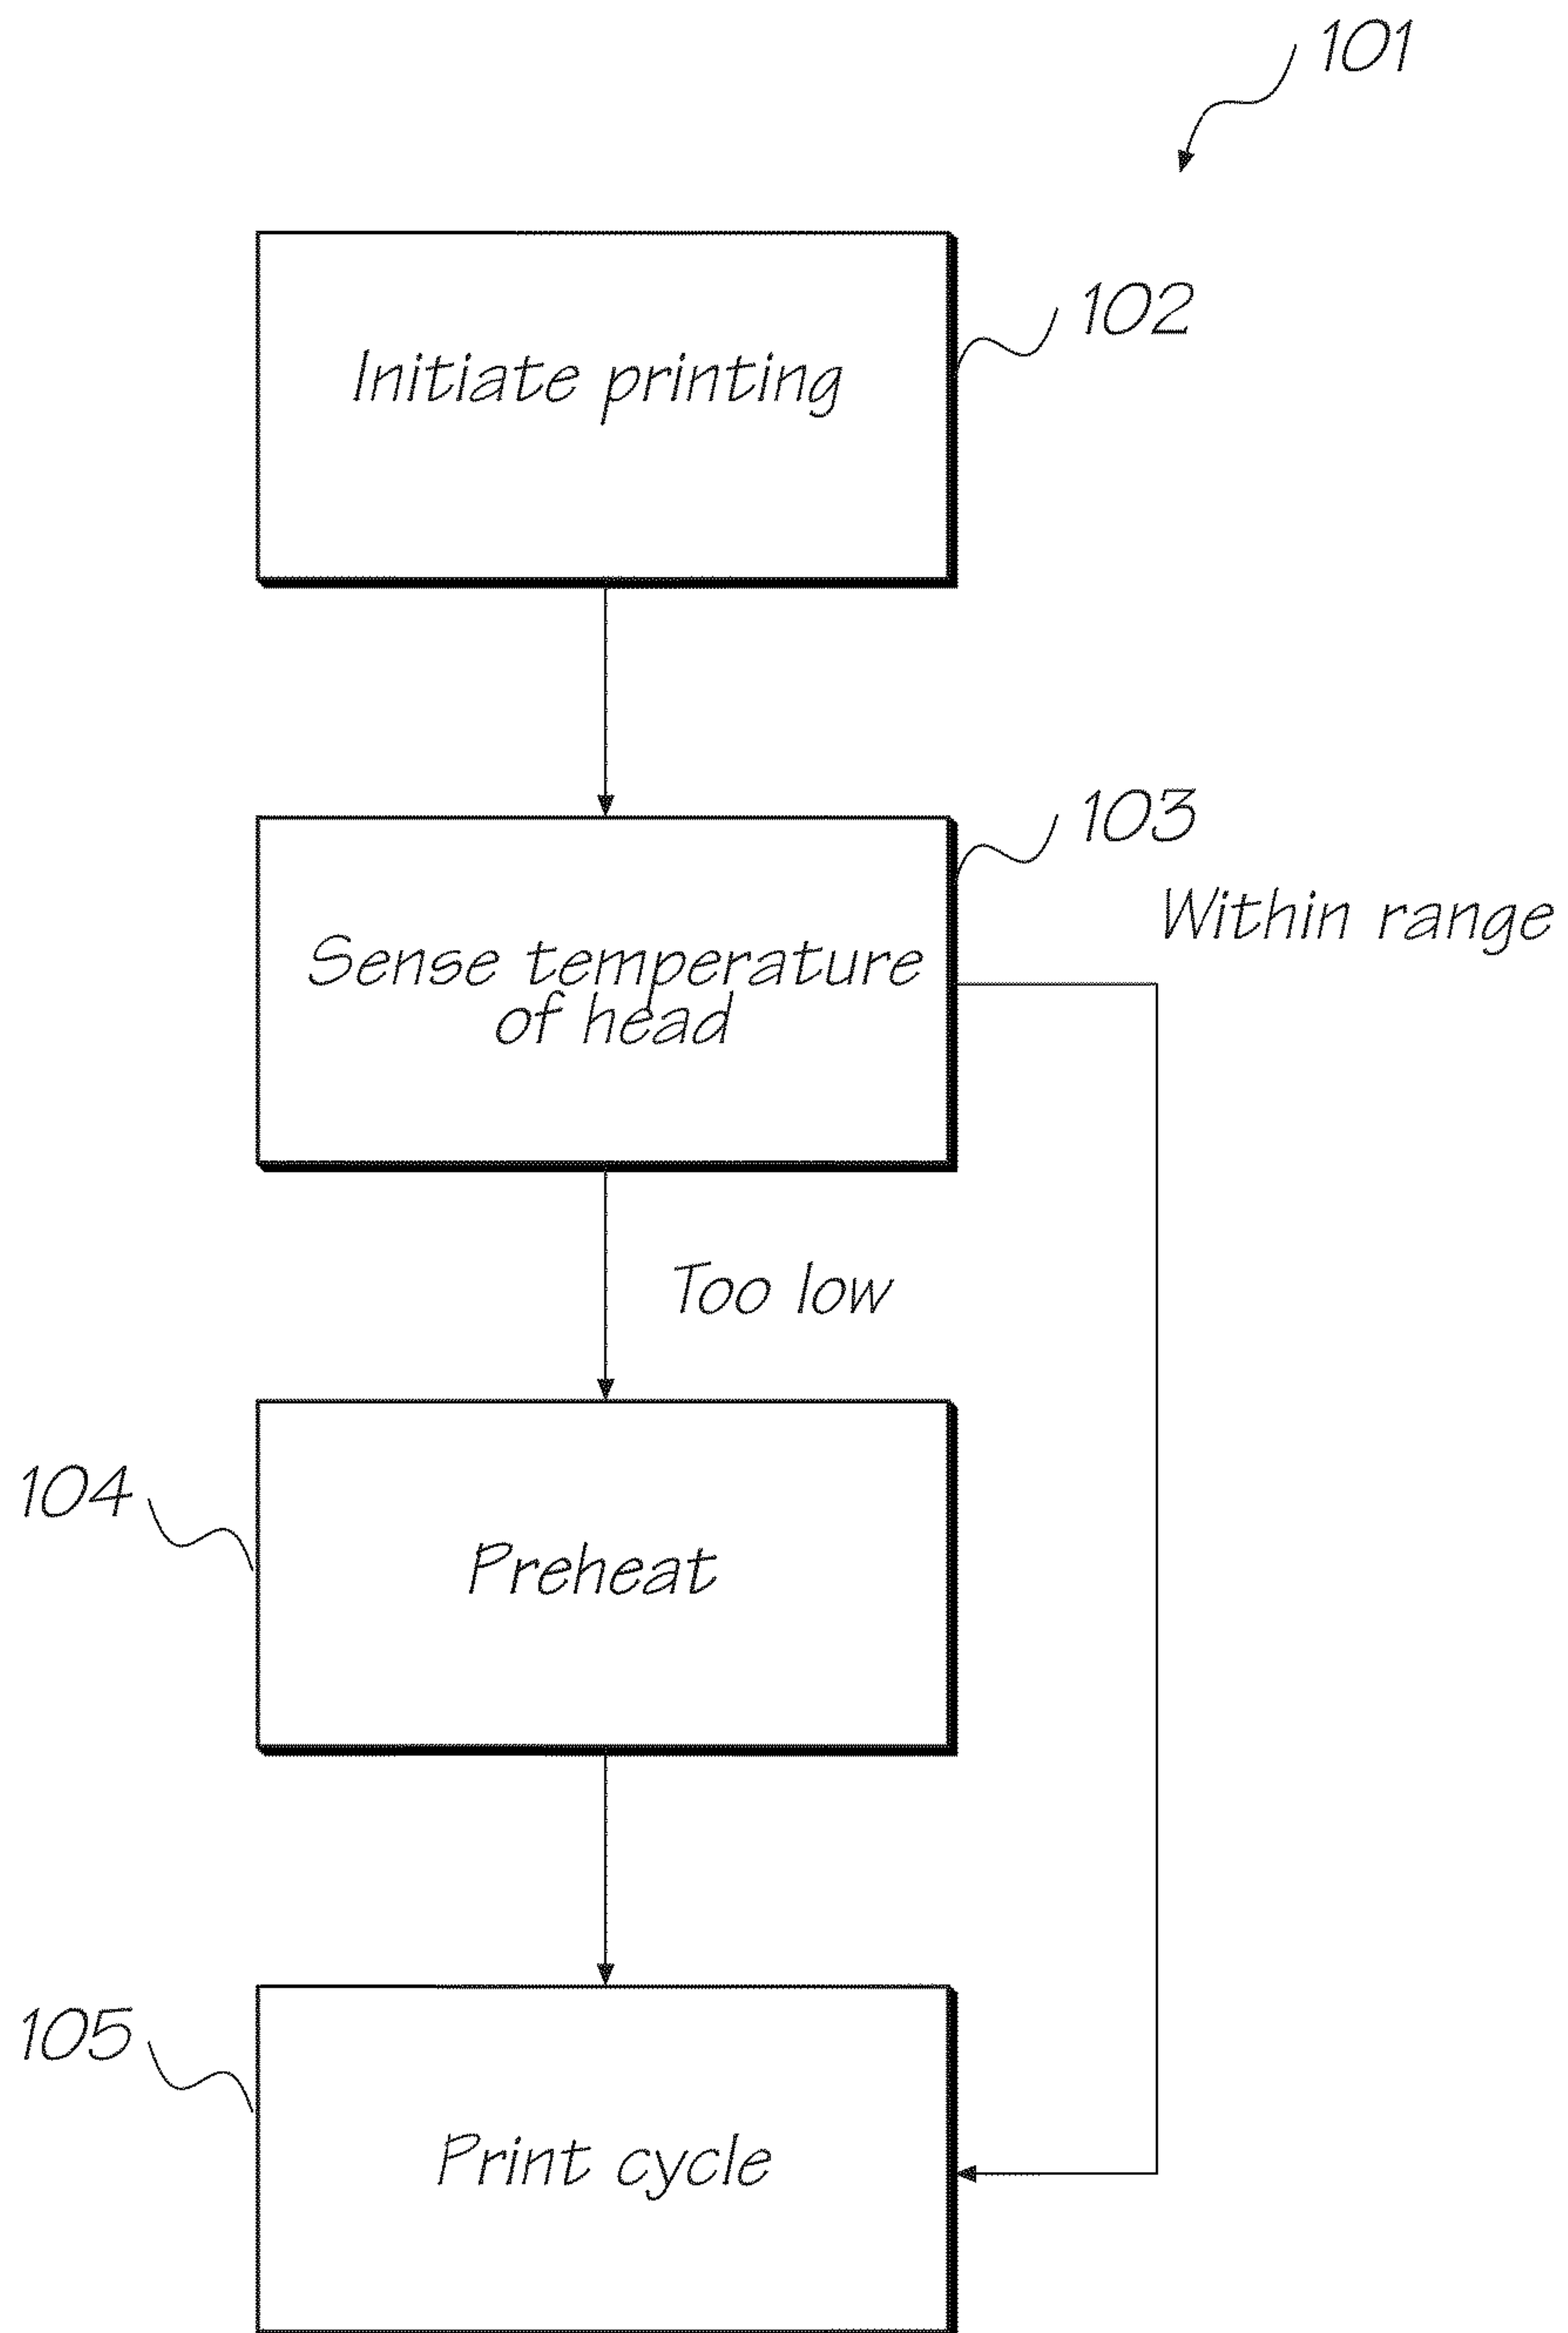 101
102
Initiate printing
103
Within range
Sense temperature
of head
Too low
104
Preheat
105
Print cycle